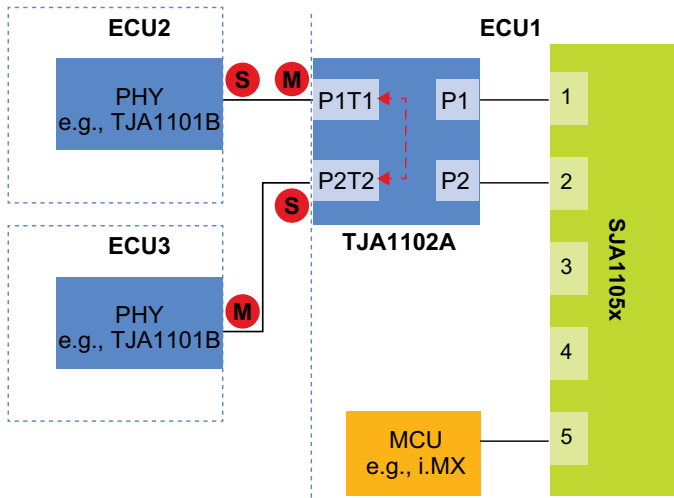 ECU2
ECU1
S
M
PHY
e.g., TJA1101B
P1T1
P1
1
P2T2
P2
2
S
TJA1102A
ECU3
3
SJA1105x
PHY
e.g., TJA1101B
M
4
MCU
e.g., i.MX
5